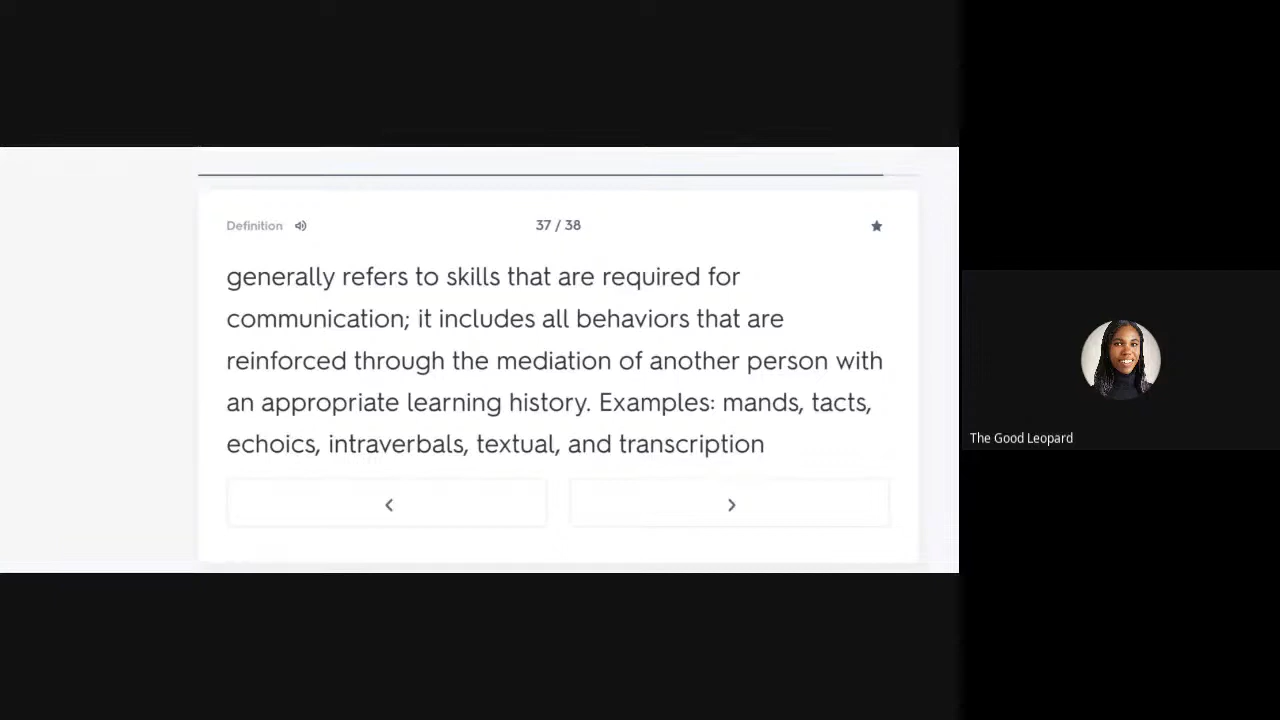 Definition
37 / 38
generally refers to skills that are required for
communication; it includes all behaviors that are
reinforced through the mediation of another person with
an appropriate learning history. Examples: mands, tacts,
echoics, intraverbals, textual, and transcription
The Good Leopard